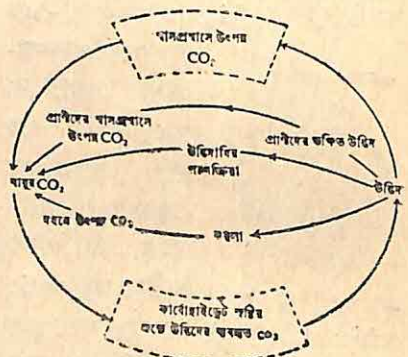 শ্বাসপ্রশ্বাসে উৎপন্ন
CO₂
প্রাণীদের শ্বাসপ্রশ্বাসে
উৎপন্ন CO₂
প্রাণীদের ভক্ষিত উদ্ভিদ
উদ্ভিদাদির
পচনক্রিয়া
বায়ুর CO₂
উদ্ভিদ
দহনে উৎপন্ন CO₂
কয়লা
কার্বোহাইড্রেট সৃষ্টির
জন্যে উদ্ভিদের ব্যবহৃত CO₂